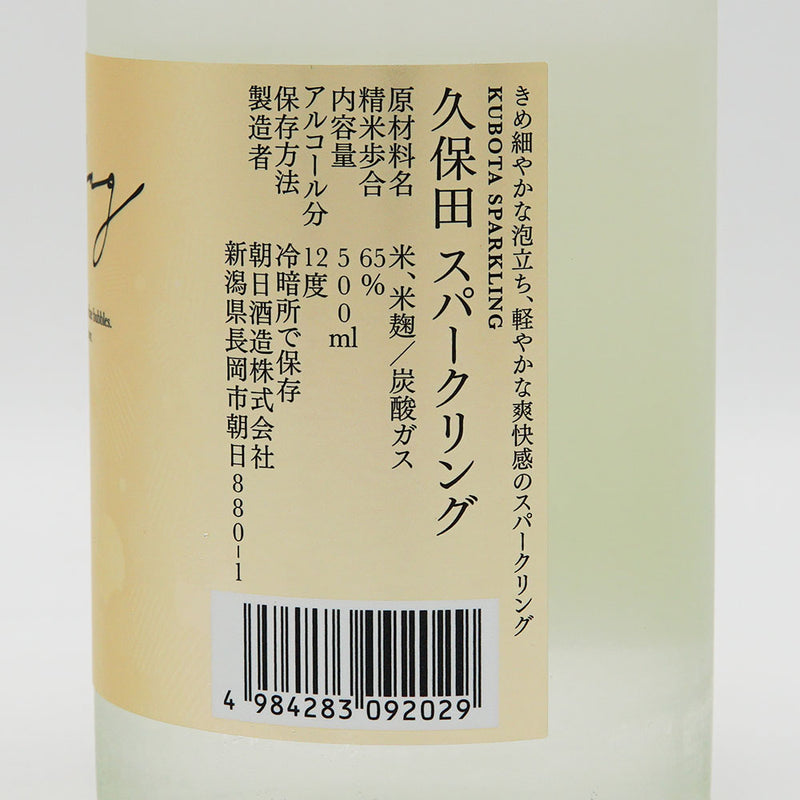 きめ細やかな泡立ち、軽やかな爽快感のスパークリング
KUBOTA SPARKLING
久保田 スパークリング
原材料名 米、米麹／炭酸ガス
精米歩合 65%
内容量 500ml
アルコール分 12度
保存方法 冷暗所で保存
製造者 朝日酒造株式会社
新潟県長岡市朝日880-1
4 984283 092029
bubbles.